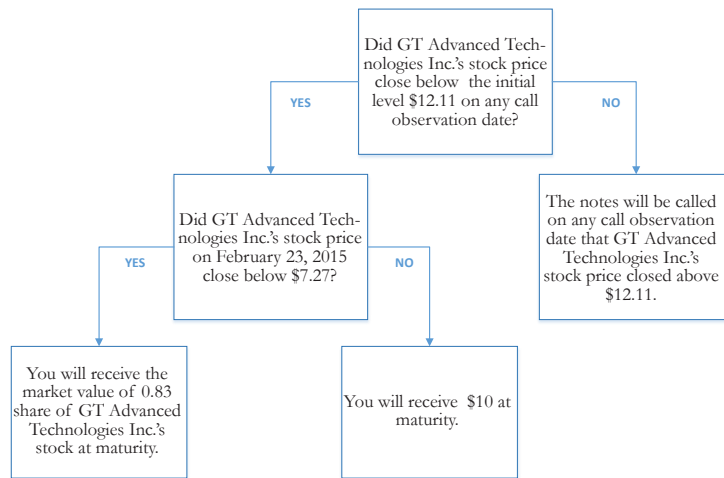 Did GT Advanced Tech-
nologies Inc.'s stock price
close below the initial
level $12.11 on any call
observation date?
YES
NO
Did GT Advanced Tech-
nologies Inc.'s stock price
on February 23, 2015
close below $7.27?
The notes will be called
on any call observation
date that GT Advanced
Technologies Inc.'s
stock price closed above
$12.11.
YES
NO
You will receive the
market value of 0.83
share of GT Advanced
Technologies Inc.'s
stock at maturity.
You will receive $10 at
maturity.